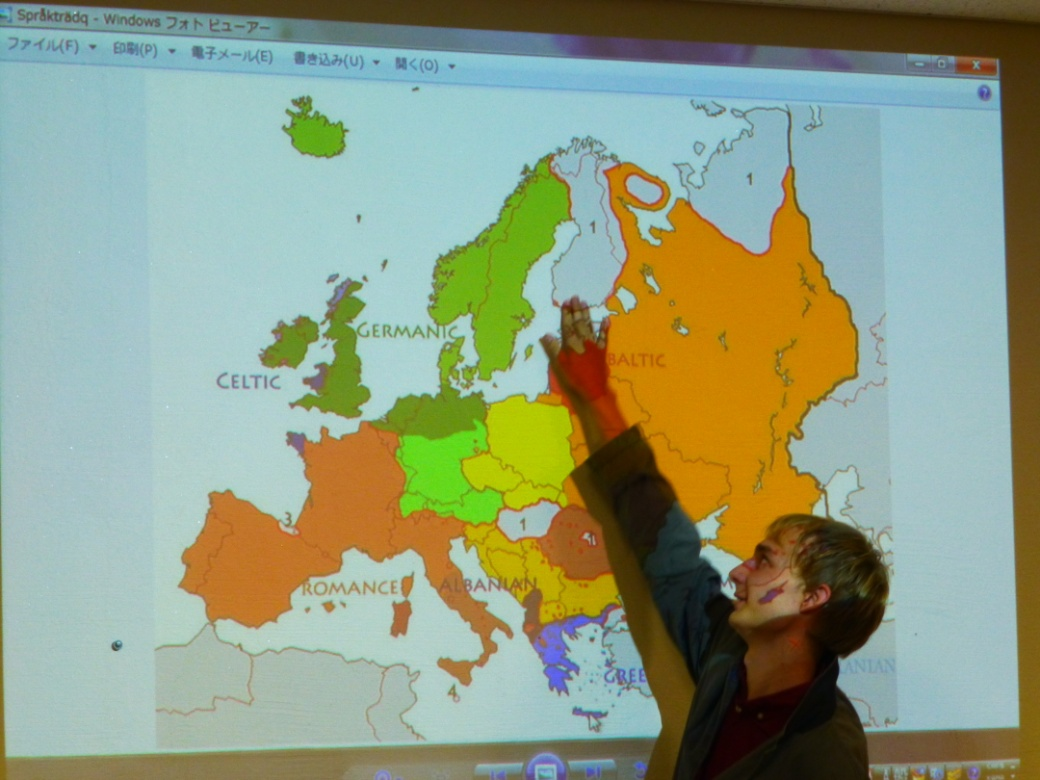 Språkträdq - Windows フォト ビューアー
ファイル(F) ▼ 印刷(P) ▼ 電子メール(E) 書き込み(U) ▼ 開く(O) ▼
1
1
GERMANIC
BALTIC
CELTIC
3
1
ROMANCE
ALBANIAN
4